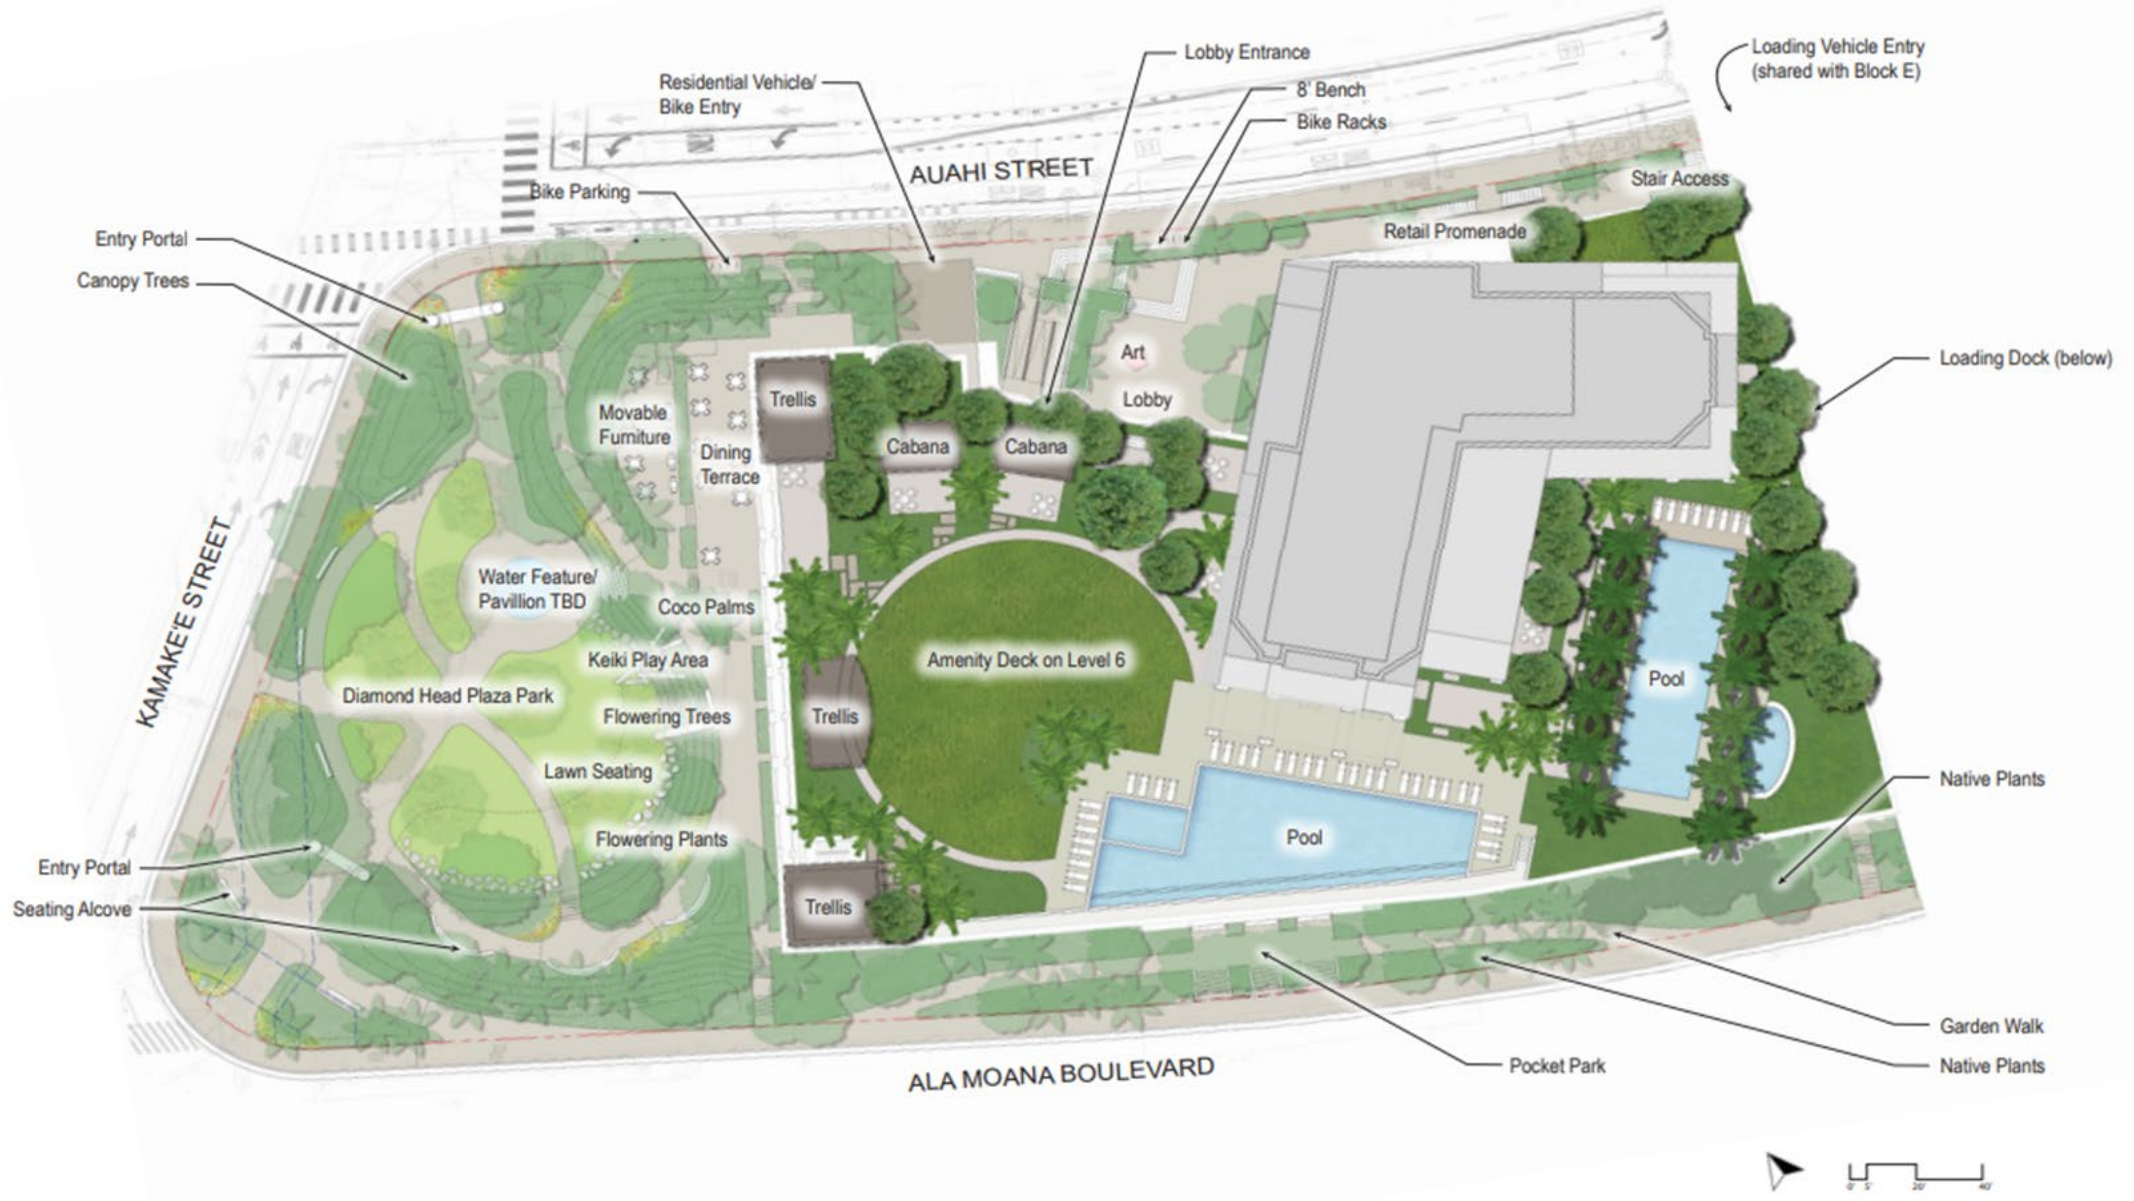 Lobby Entrance
Loading Vehicle Entry
(shared with Block E)
Residential Vehicle/
Bike Entry
8' Bench
Bike Racks
AUAHI STREET
Bike Parking
Stair Access
Entry Portal
Retail Promenade
Canopy Trees
Art
Loading Dock (below)
Trellis
Lobby
Movable
Furniture
Cabana
Cabana
Dining
Terrace
KAMAKE'E STREET
Water Feature/
Pavillion TBD
Coco Palms
Keiki Play Area
Amenity Deck on Level 6
Pool
Diamond Head Plaza Park
Flowering Trees
Trellis
Lawn Seating
Native Plants
Flowering Plants
Pool
Entry Portal
Seating Alcove
Trellis
Garden Walk
Pocket Park
Native Plants
ALA MOANA BOULEVARD
0' 5' 20' 40'